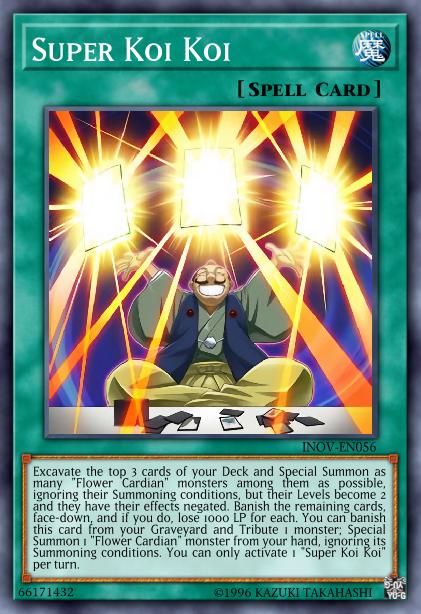 Super Koi Koi
SPELL
魔
[Spell Card]
INOV-EN056
Excavate the top 3 cards of your Deck and Special Summon as
many "Flower Cardian" monsters among them as possible,
ignoring their Summoning conditions, but their Levels become 2
and they have their effects negated. Banish the remaining cards,
face-down, and if you do, lose 1000 LP for each. You can banish
this card from your Graveyard and Tribute 1 monster; Special
Summon 1 "Flower Cardian" monster from your hand, ignoring its
Summoning conditions. You can only activate 1 "Super Koi Koi"
per turn.
66171432
©1996 KAZUKI TAKAHASHI